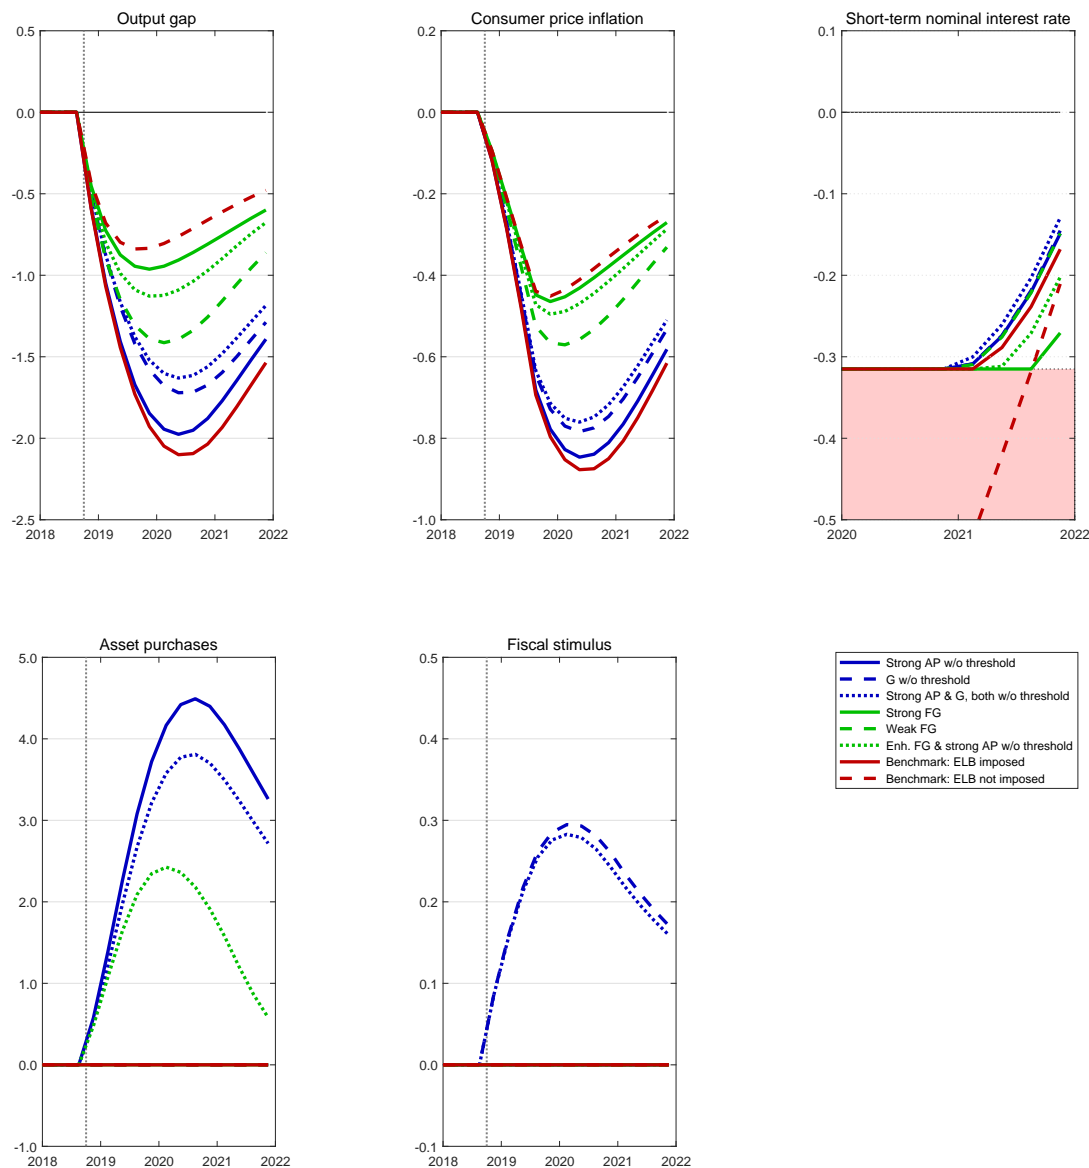 Output gap
0.5
0.0
-0.5
-1.0
-1.5
-2.0
-2.5
2018 2019 2020 2021 2022
Consumer price inflation
0.2
0.0
-0.2
-0.4
-0.6
-0.8
-1.0
2018 2019 2020 2021 2022
Short-term nominal interest rate
0.1
0.0
-0.1
-0.2
-0.3
-0.4
-0.5
2020 2021 2022
Asset purchases
5.0
4.0
3.0
2.0
1.0
0.0
-1.0
2018 2019 2020 2021 2022
Fiscal stimulus
0.5
0.4
0.3
0.2
0.1
0.0
-0.1
2018 2019 2020 2021 2022
Strong AP w/o threshold
G w/o threshold
Strong AP & G, both w/o threshold
Strong FG
Weak FG
Enh. FG & strong AP w/o threshold
Benchmark: ELB imposed
Benchmark: ELB not imposed